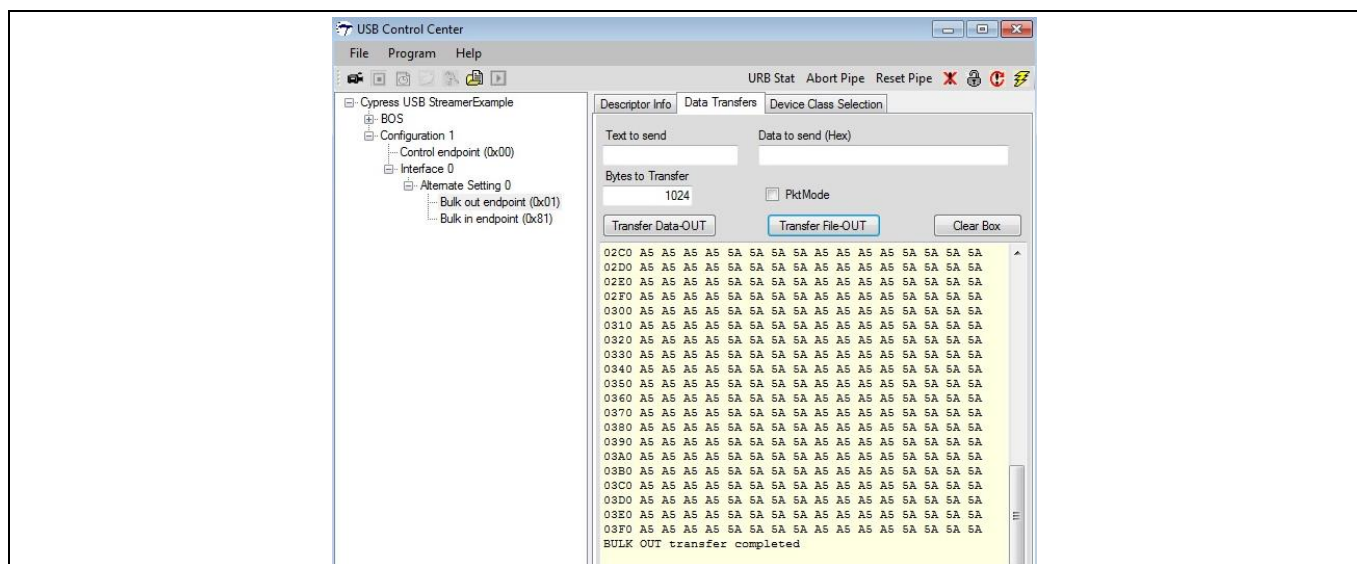 USB Control Center
File Program Help
URB Stat Abort Pipe Reset Pipe
Cypress USB StreamerExample
BOS
Configuration 1
Control endpoint (0x00)
Interface 0
Alternate Setting 0
Bulk out endpoint (0x01)
Bulk in endpoint (0x81)
Descriptor Info Data Transfers Device Class Selection
Text to send Data to send (Hex)
Bytes to Transfer
1024 PktMode
Transfer Data-OUT Transfer File-OUT Clear Box
02C0 A5 A5 A5 A5 5A 5A 5A 5A A5 A5 A5 A5 5A 5A 5A 5A
02D0 A5 A5 A5 A5 5A 5A 5A 5A A5 A5 A5 A5 5A 5A 5A 5A
02E0 A5 A5 A5 A5 5A 5A 5A 5A A5 A5 A5 A5 5A 5A 5A 5A
02F0 A5 A5 A5 A5 5A 5A 5A 5A A5 A5 A5 A5 5A 5A 5A 5A
0300 A5 A5 A5 A5 5A 5A 5A 5A A5 A5 A5 A5 5A 5A 5A 5A
0310 A5 A5 A5 A5 5A 5A 5A 5A A5 A5 A5 A5 5A 5A 5A 5A
0320 A5 A5 A5 A5 5A 5A 5A 5A A5 A5 A5 A5 5A 5A 5A 5A
0330 A5 A5 A5 A5 5A 5A 5A 5A A5 A5 A5 A5 5A 5A 5A 5A
0340 A5 A5 A5 A5 5A 5A 5A 5A A5 A5 A5 A5 5A 5A 5A 5A
0350 A5 A5 A5 A5 5A 5A 5A 5A A5 A5 A5 A5 5A 5A 5A 5A
0360 A5 A5 A5 A5 5A 5A 5A 5A A5 A5 A5 A5 5A 5A 5A 5A
0370 A5 A5 A5 A5 5A 5A 5A 5A A5 A5 A5 A5 5A 5A 5A 5A
0380 A5 A5 A5 A5 5A 5A 5A 5A A5 A5 A5 A5 5A 5A 5A 5A
0390 A5 A5 A5 A5 5A 5A 5A 5A A5 A5 A5 A5 5A 5A 5A 5A
03A0 A5 A5 A5 A5 5A 5A 5A 5A A5 A5 A5 A5 5A 5A 5A 5A
03B0 A5 A5 A5 A5 5A 5A 5A 5A A5 A5 A5 A5 5A 5A 5A 5A
03C0 A5 A5 A5 A5 5A 5A 5A 5A A5 A5 A5 A5 5A 5A 5A 5A
03D0 A5 A5 A5 A5 5A 5A 5A 5A A5 A5 A5 A5 5A 5A 5A 5A
03E0 A5 A5 A5 A5 5A 5A 5A 5A A5 A5 A5 A5 5A 5A 5A 5A
03F0 A5 A5 A5 A5 5A 5A 5A 5A A5 A5 A5 A5 5A 5A 5A 5A
BULK OUT transfer completed